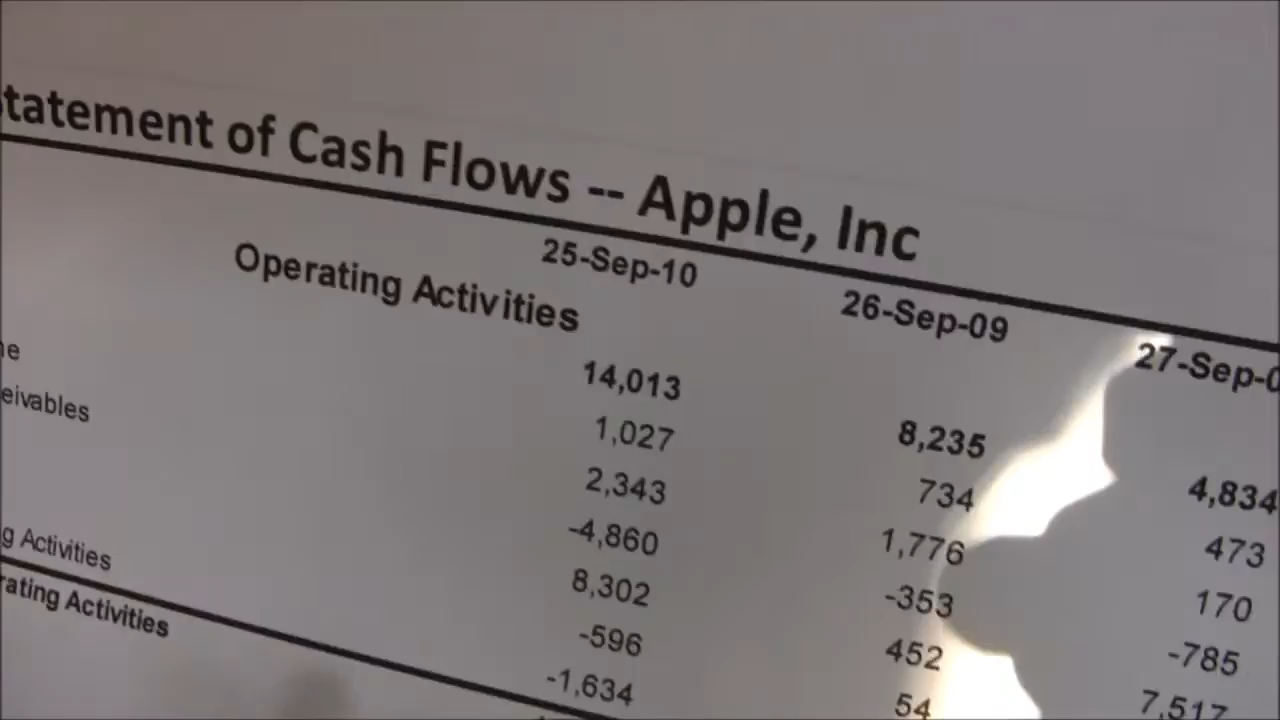 tatement of Cash Flows -- Apple, Inc
25-Sep-10 26-Sep-09 27-Sep-0
Operating Activities
14,013 8,235 4,834
1,027 734 473
ne 2,343 1,776 170
eivables -4,860 -353 -785
8,302 452 7,517
-596 54
g Activities -1,634
rating Activities